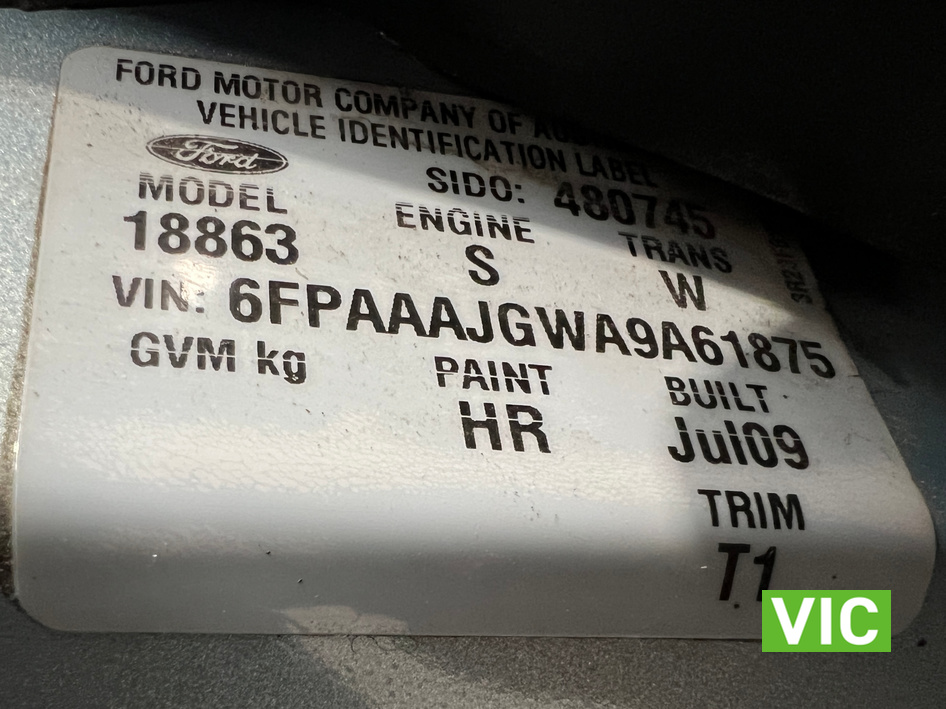 FORD MOTOR COMPANY OF
VEHICLE IDENTIFICATION LABEL
Ford
SIDO: 480745
MODEL ENGINE TRANS
18863 S W
VIN: 6FPAAAJGWA9A61875
GVM kg PAINT BUILT
HR Jul09
TRIM
T1
VIC